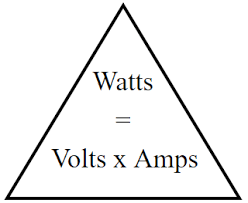 Watts
=
Volts x Amps